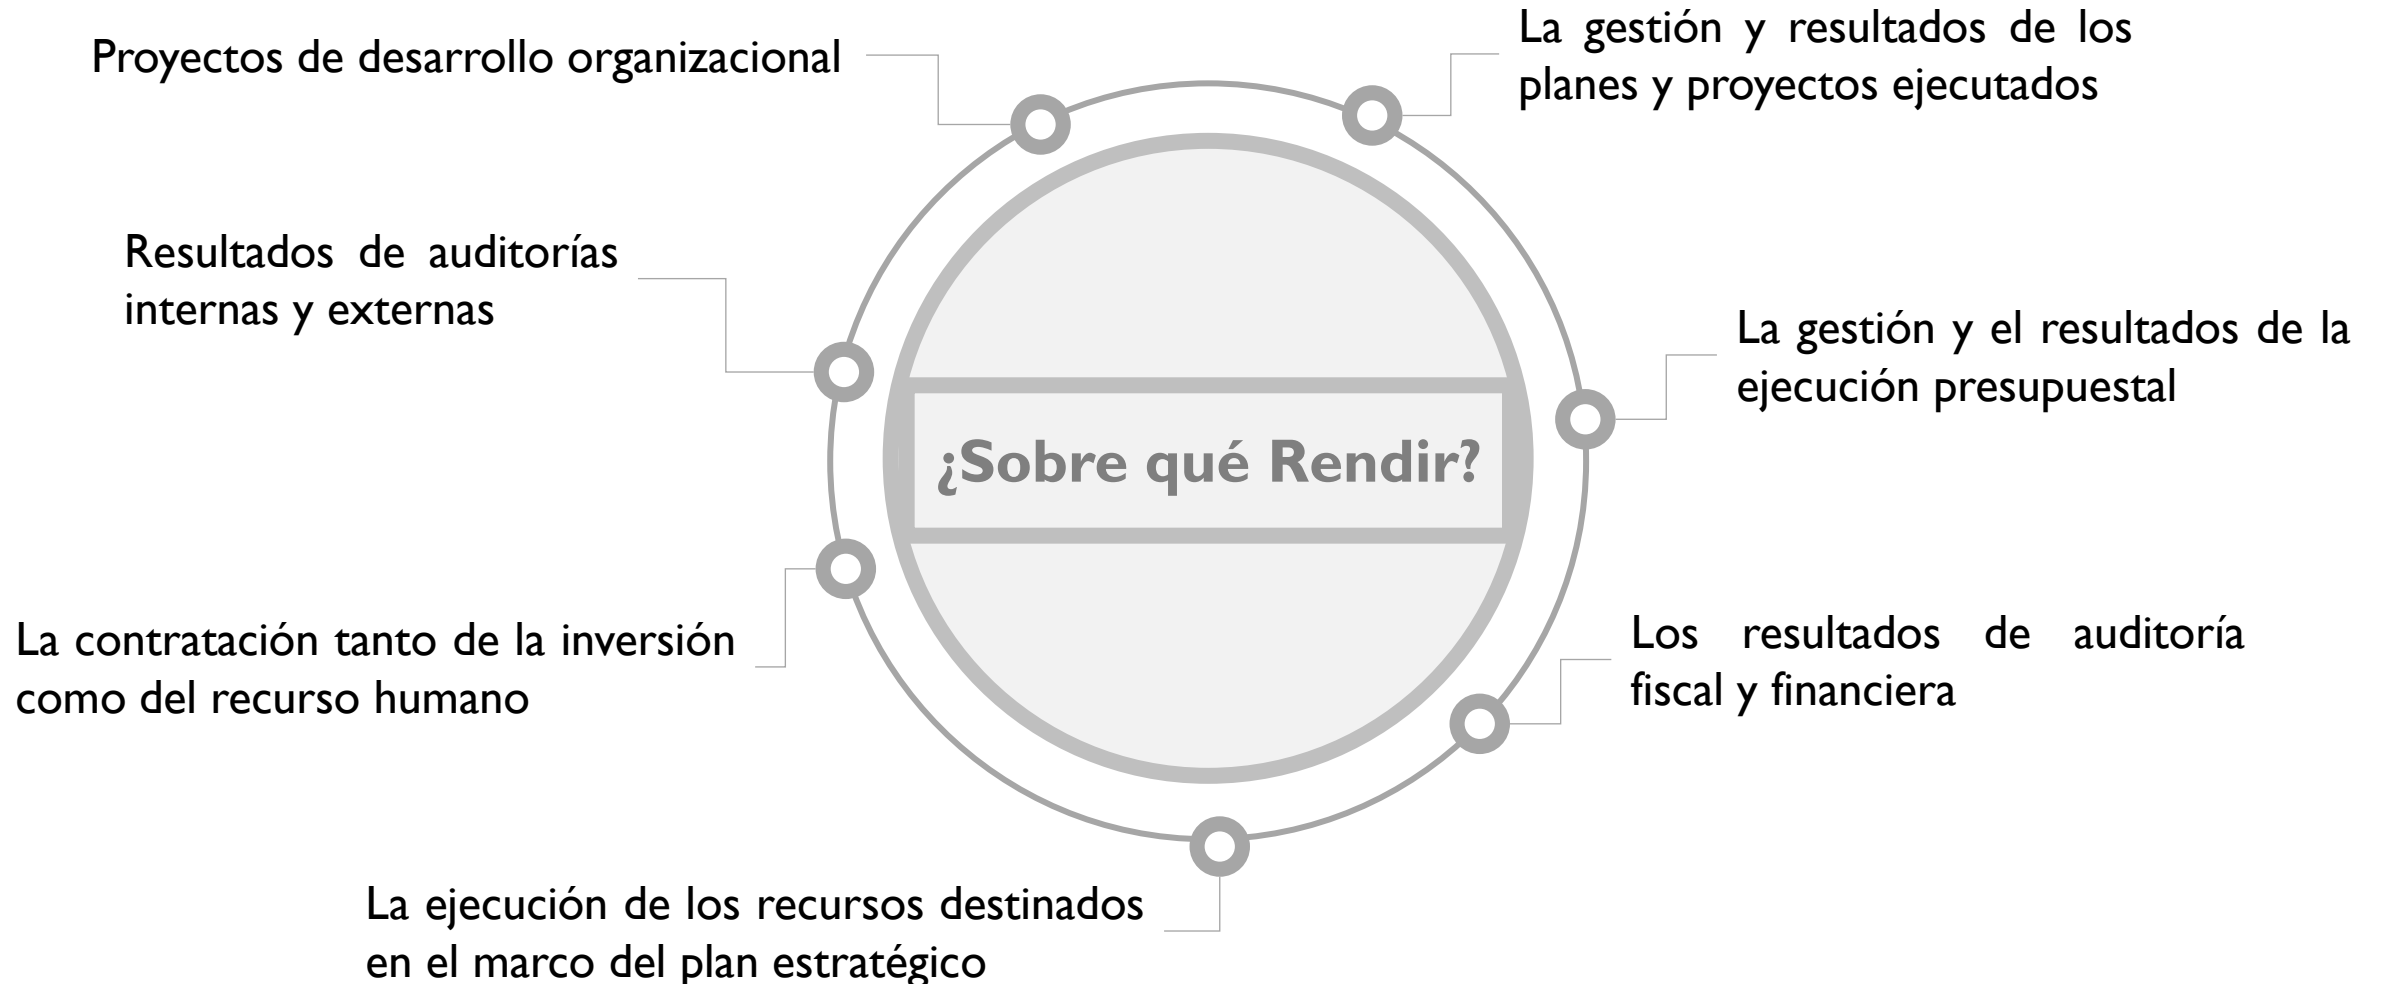 Proyectos de desarrollo organizacional
La gestión y resultados de los
planes y proyectos ejecutados
Resultados de auditorías
internas y externas
La gestión y el resultados de la
ejecución presupuestal
¿Sobre qué Rendir?
La contratación tanto de la inversión
como del recurso humano
Los resultados de auditoría
fiscal y financiera
La ejecución de los recursos destinados
en el marco del plan estratégico